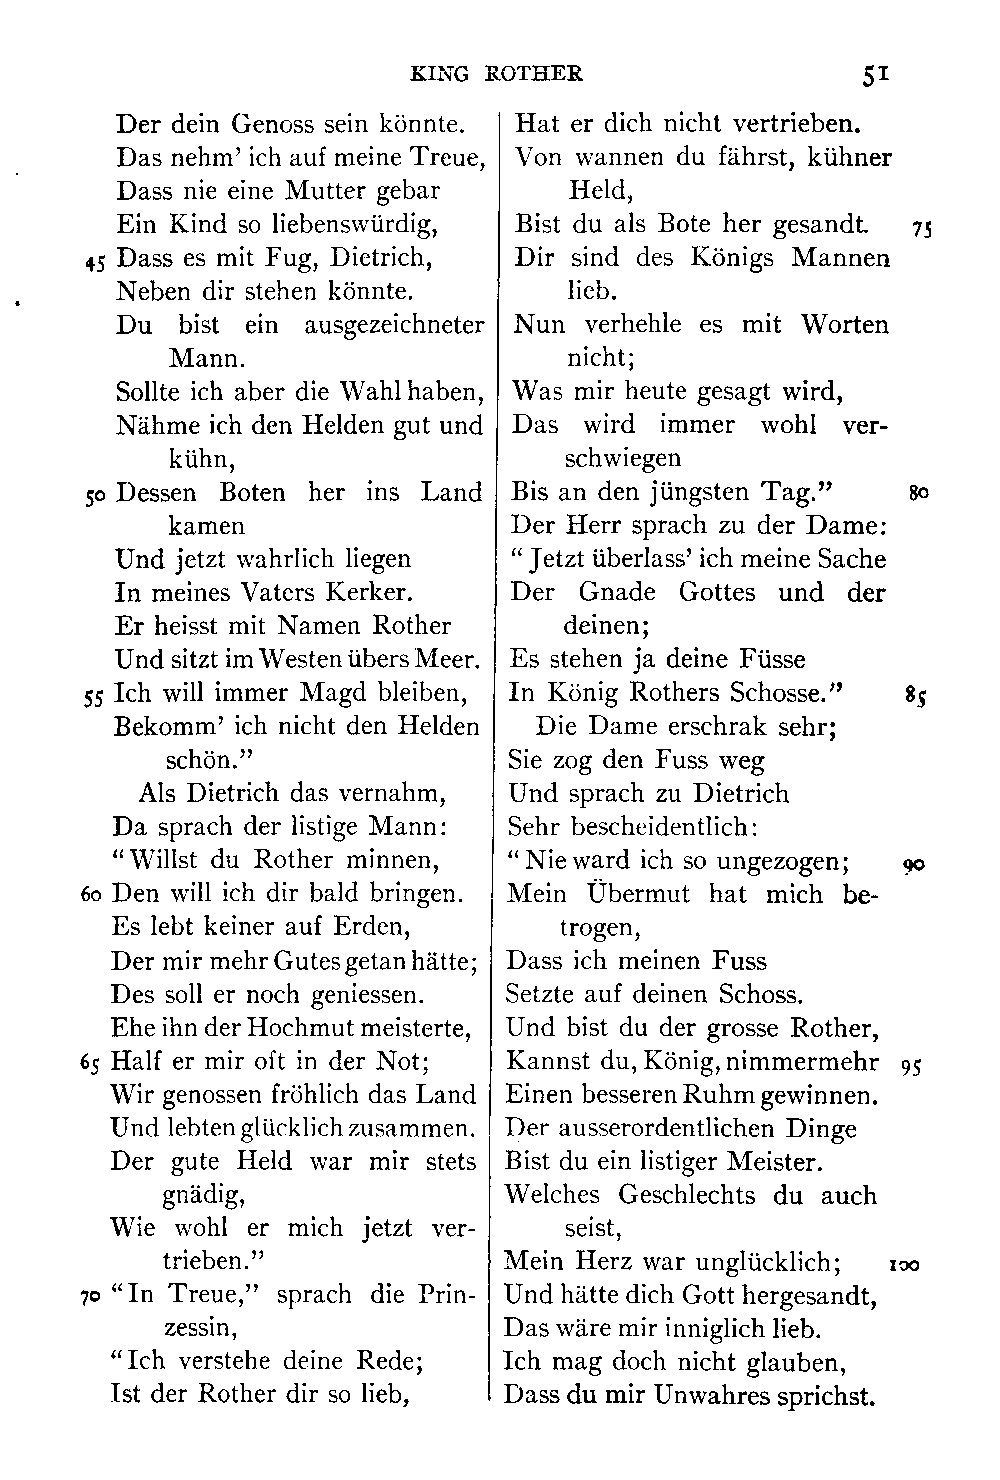 KING ROTHER 51
Der dein Genoss sein könnte.
Das nehm’ ich auf meine Treue,
Dass nie eine Mutter gebar
Ein Kind so liebenswürdig,
45 Dass es mit Fug, Dietrich,
Neben dir stehen könnte.
Du bist ein ausgezeichneter
Mann.
Sollte ich aber die Wahl haben,
Nähme ich den Helden gut und
kühn,
50 Dessen Boten her ins Land
kamen
Und jetzt wahrlich liegen
In meines Vaters Kerker.
Er heisst mit Namen Rother
Und sitzt im Westen übers Meer.
55 Ich will immer Magd bleiben,
Bekomm’ ich nicht den Helden
schön.”
Als Dietrich das vernahm,
Da sprach der listige Mann:
“Willst du Rother minnen,
60 Den will ich dir bald bringen.
Es lebt keiner auf Erden,
Der mir mehr Gutes getan hätte;
Des soll er noch geniessen.
Ehe ihn der Hochmut meisterte,
65 Half er mir oft in der Not;
Wir genossen fröhlich das Land
Und lebten glücklich zusammen.
Der gute Held war mir stets
gnädig,
Wie wohl er mich jetzt ver-
trieben.”
70 “In Treue,” sprach die Prin-
zessin,
“Ich verstehe deine Rede;
Ist der Rother dir so lieb,
Hat er dich nicht vertrieben.
Von wannen du fährst, kühner
Held,
Bist du als Bote her gesandt. 75
Dir sind des Königs Mannen
lieb.
Nun verhehle es mit Worten
nicht;
Was mir heute gesagt wird,
Das wird immer wohl ver-
schwiegen
Bis an den jüngsten Tag.” 80
Der Herr sprach zu der Dame:
“Jetzt überlass’ ich meine Sache
Der Gnade Gottes und der
deinen;
Es stehen ja deine Füsse
In König Rothers Schosse.” 85
Die Dame erschrak sehr;
Sie zog den Fuss weg
Und sprach zu Dietrich
Sehr bescheidentlich:
“Nie ward ich so ungezogen; 90
Mein Übermut hat mich be-
trogen,
Dass ich meinen Fuss
Setzte auf deinen Schoss.
Und bist du der grosse Rother,
Kannst du, König, nimmermehr 95
Einen besseren Ruhm gewinnen.
Der ausserordentlichen Dinge
Bist du ein listiger Meister.
Welches Geschlechts du auch
seist,
Mein Herz war unglücklich; 100
Und hätte dich Gott hergesandt,
Das wäre mir inniglich lieb.
Ich mag doch nicht glauben,
Dass du mir Unwahres sprichst.